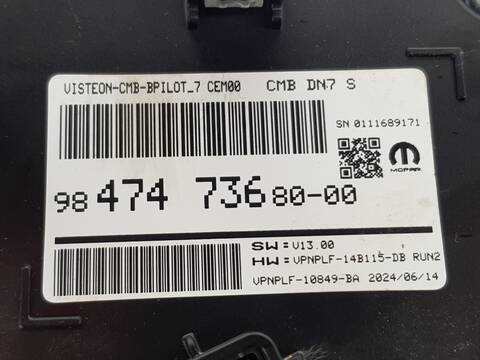 VISTEON-CMB-BPILOT_7 CEM00 CMB DN7 S
SN 0111689171
MOPAR
98 474 736 80-00
SW: V13.00
HW: VPNPLF-14B115-DB RUN2
VPNPLF-10849-BA 2024/06/14